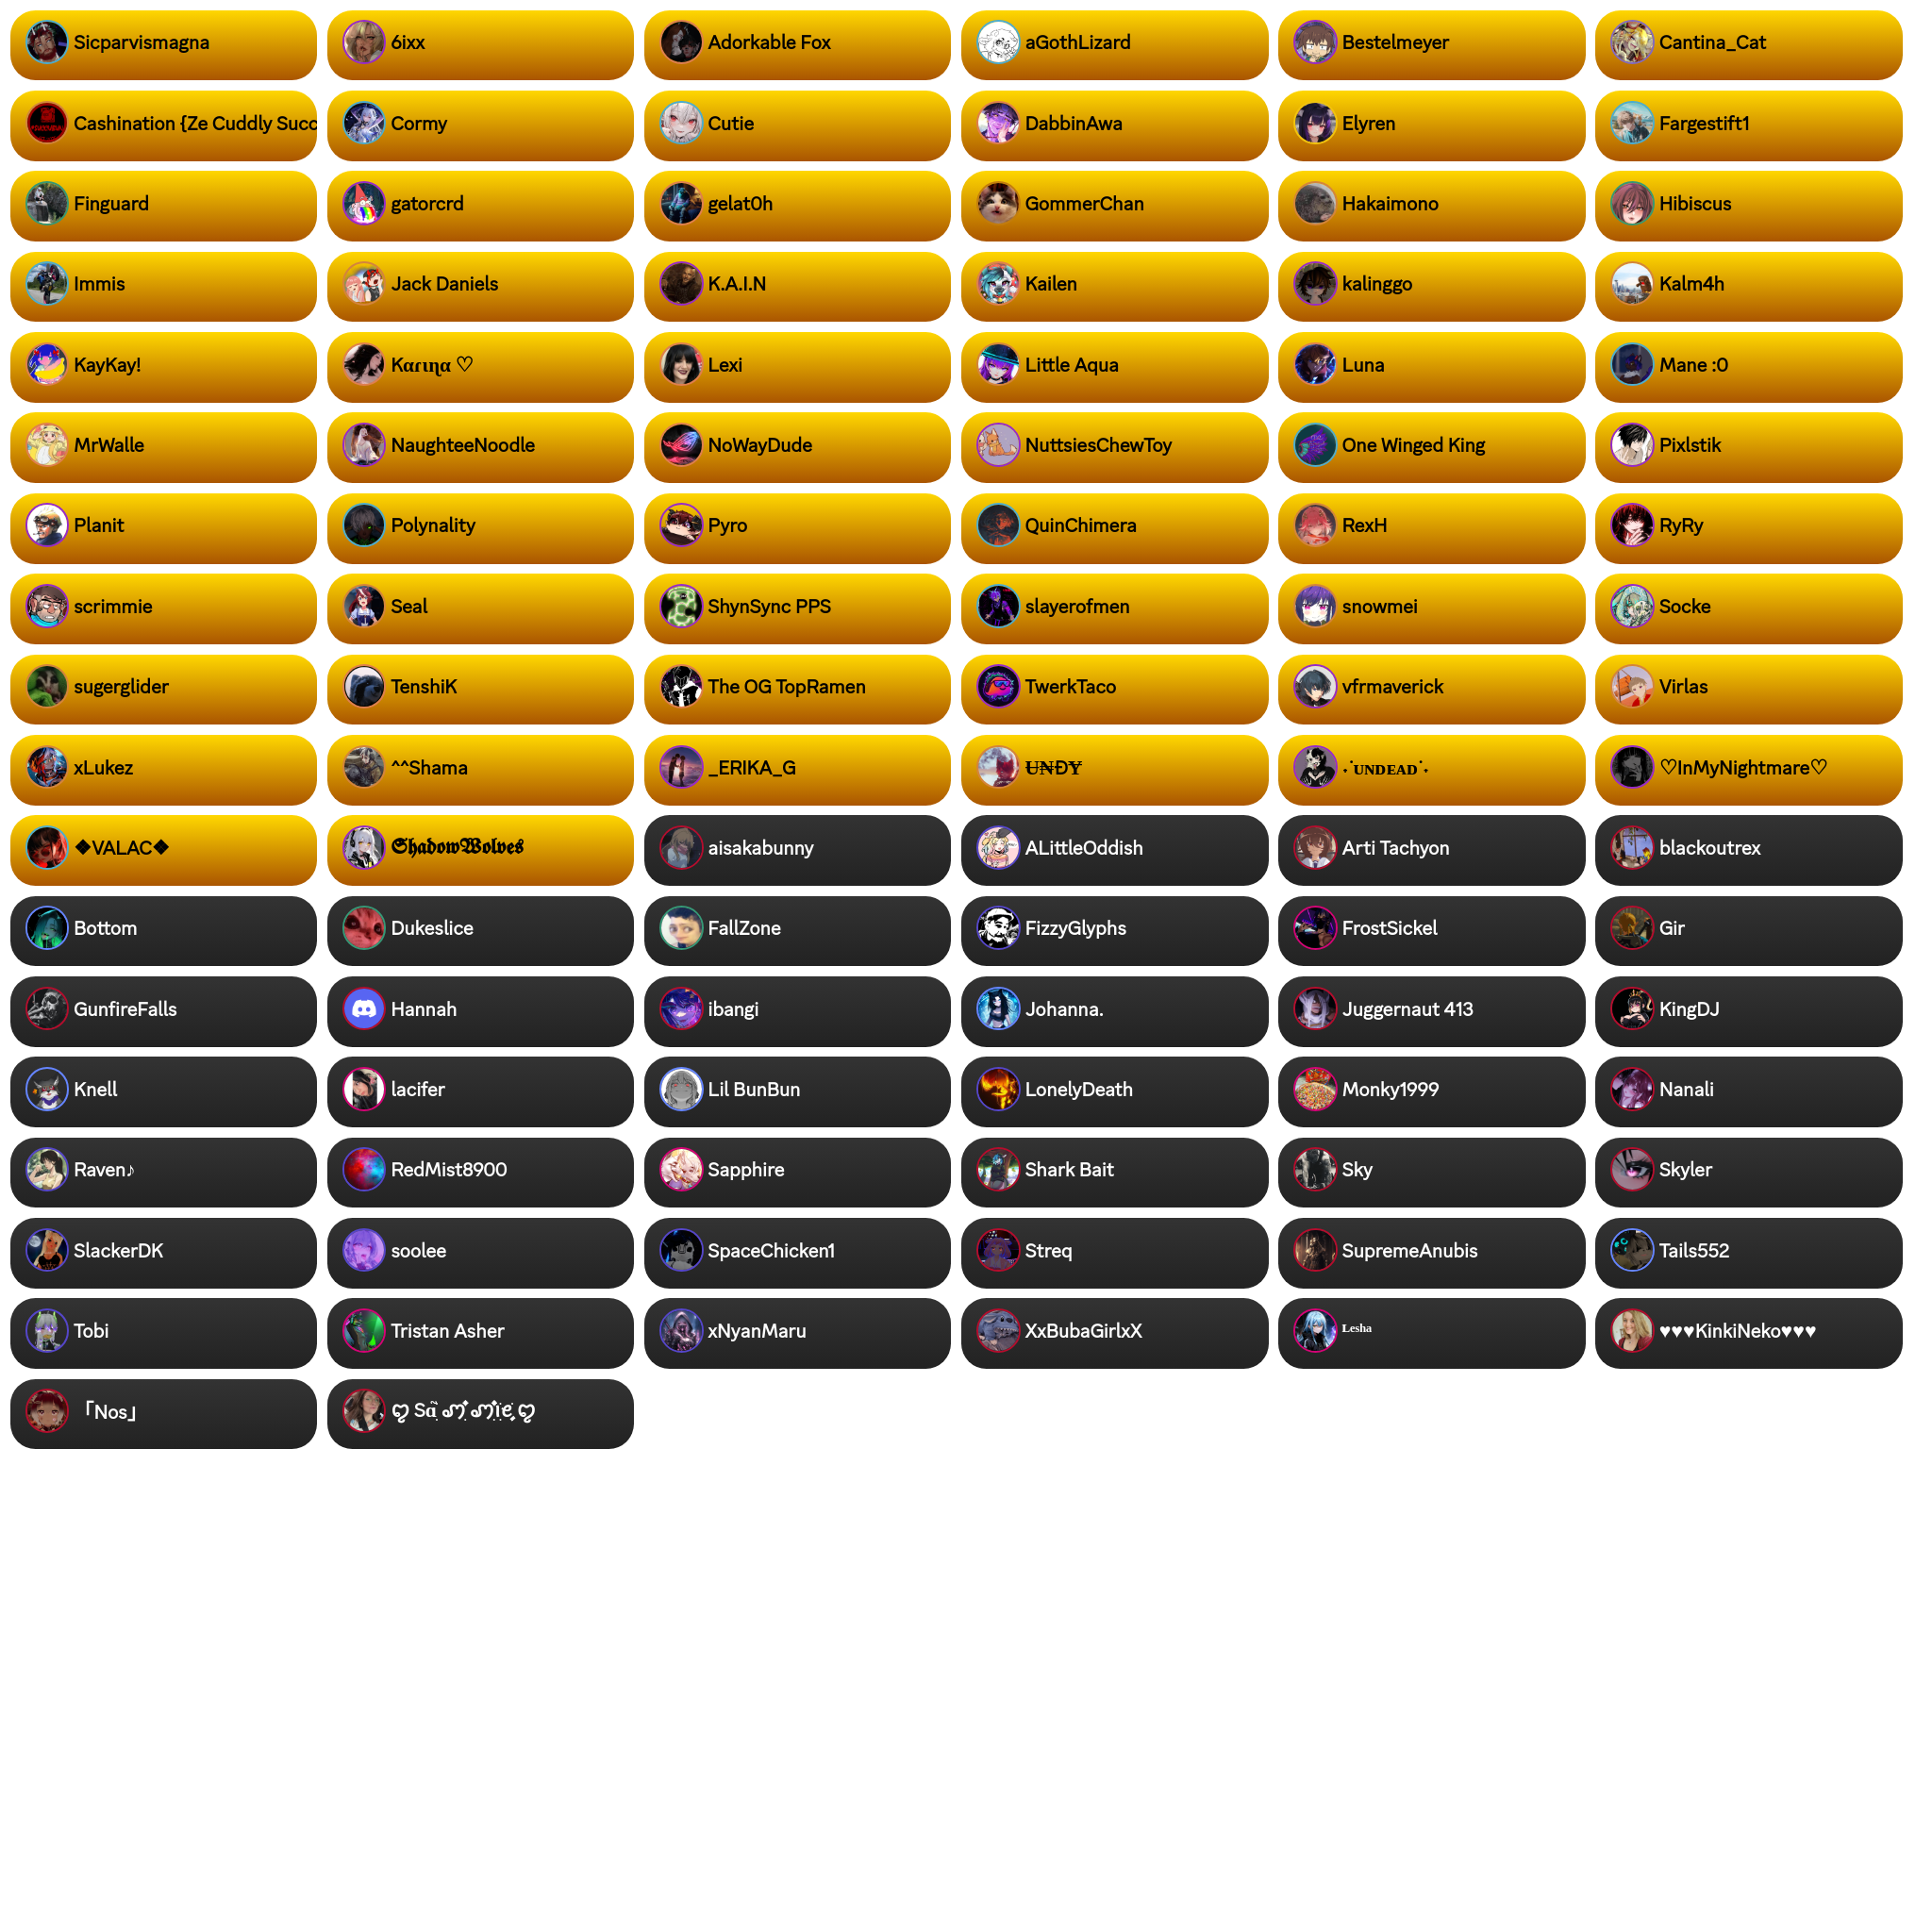 Sicparvismagna
6ixx
Adorkable Fox
aGothLizard
Bestelmeyer
Cantina_Cat
Cashination {Ze Cuddly Succ
Cormy
Cutie
DabbinAwa
Elyren
Fargestift1
Finguard
gatorcrd
gelat0h
GommerChan
Hakaimono
Hibiscus
Immis
Jack Daniels
K.A.I.N
Kailen
kalinggo
Kalm4h
KayKay!
Kαɾιɳα ♡
Lexi
Little Aqua
Luna
Mane :0
MrWalle
NaughteeNoodle
NoWayDude
NuttsiesChewToy
One Winged King
Pixlstik
Planit
Polynality
Pyro
QuinChimera
RexH
RyRy
scrimmie
Seal
ShynSync PPS
slayerofmen
snowmei
Socke
sugerglider
TenshiK
The OG TopRamen
TwerkTaco
vfrmaverick
Virlas
xLukez
^^Shama
_ERIKA_G
U̶N̶ĐY̶
˖˙ᴜɴᴅᴇᴀᴅ˙˖
♡InMyNightmare♡
◆VALAC◆
𝕾𝖍𝖆𝖉𝖔𝖜𝖂𝖔𝖑𝖛𝖊𝖘
aisakabunny
ALittleOddish
Arti Tachyon
blackoutrex
Bottom
Dukeslice
FallZone
FizzyGlyphs
FrostSickel
Gir
GunfireFalls
Hannah
ibangi
Johanna.
Juggernaut 413
KingDJ
Knell
lacifer
Lil BunBun
LonelyDeath
Monky1999
Nanali
Raven♪
RedMist8900
Sapphire
Shark Bait
Sky
Skyler
SlackerDK
soolee
SpaceChicken1
Streq
SupremeAnubis
Tails552
Tobi
Tristan Asher
xNyanMaru
XxBubaGirlxX
ᴸᵉˢʰᵃ
♥♥♥KinkiNeko♥♥♥
「Nos」